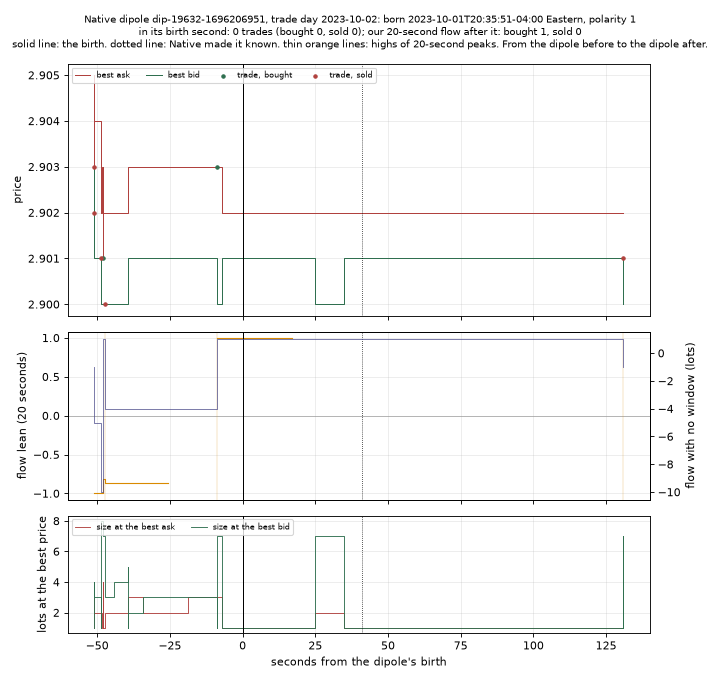 Native dipole dip-19632-1696206951, trade day 2023-10-02: born 2023-10-01T20:35:51-04:00 Eastern, polarity 1
in its birth survey: 0 trades (bought 0, sold 0); our 20-second flow after it: bought 1, sold 0
solid line: the birth. dotted line: Native made it known. thin orange lines: highs of 20-second peaks. From the dipole before to the dipole after.
best ask
best bid
trade, bought
trade, sold
2.905
2.904
2.903
2.902
2.901
2.900
price
1.0
0.5
0.0
−0.5
−1.0
flow lean (20 seconds)
0
−2
−4
−6
−8
−10
flow with no window (lots)
size at the best ask
size at the best bid
8
6
4
2
lots at the best price
−50
−25
0
25
50
75
100
125
seconds from the dipole's birth